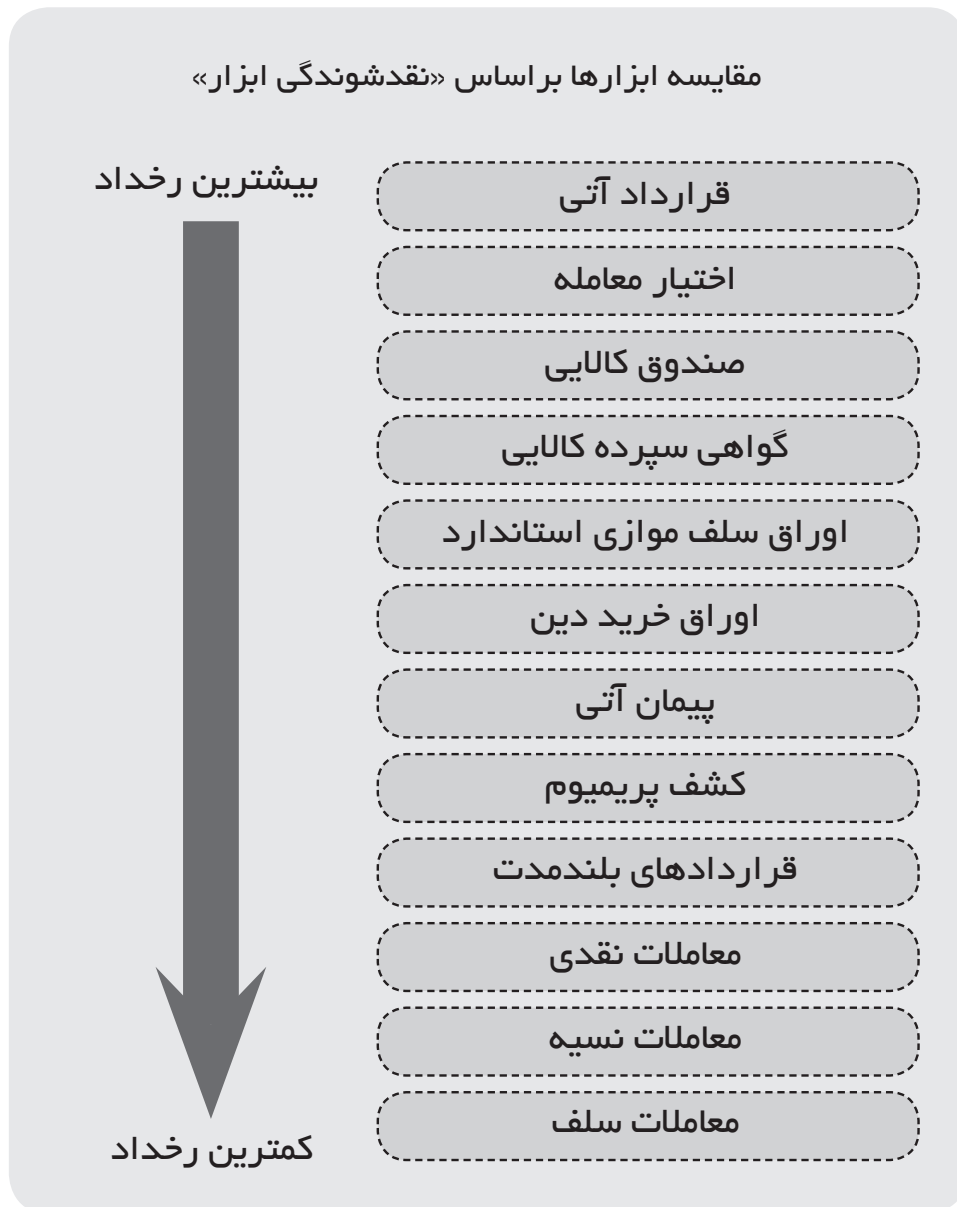 مقایسه ابزارها براساس «نقدشوندگی ابزار»
بیشترین رخداد
قرارداد آتی
اختیار معامله
صندوق کالایی
گواهی سپرده کالایی
اوراق سلف موازی استاندارد
اوراق خرید دین
پیمان آتی
کشف پریمیوم
قراردادهای بلندمدت
معاملات نقدی
معاملات نسیه
معاملات سلف
کمترین رخداد